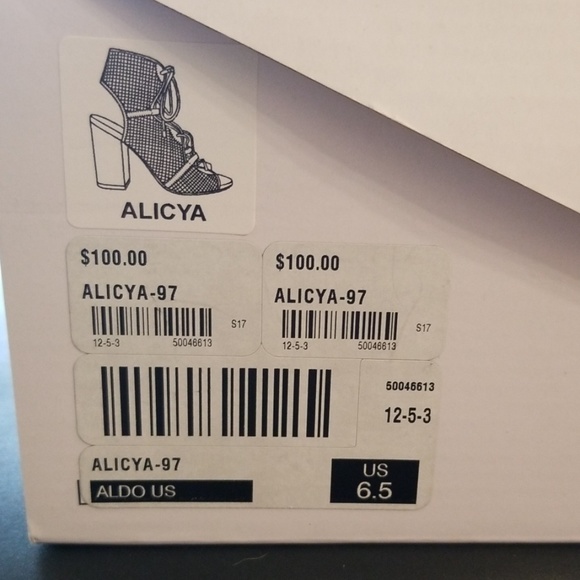 ALICYA
$100.00
ALICYA-97
S17
12-5-3 50046613
$100.00
ALICYA-97
S17
12-5-3 50046613
50046613
12-5-3
ALICYA-97
ALDO US
US
6.5